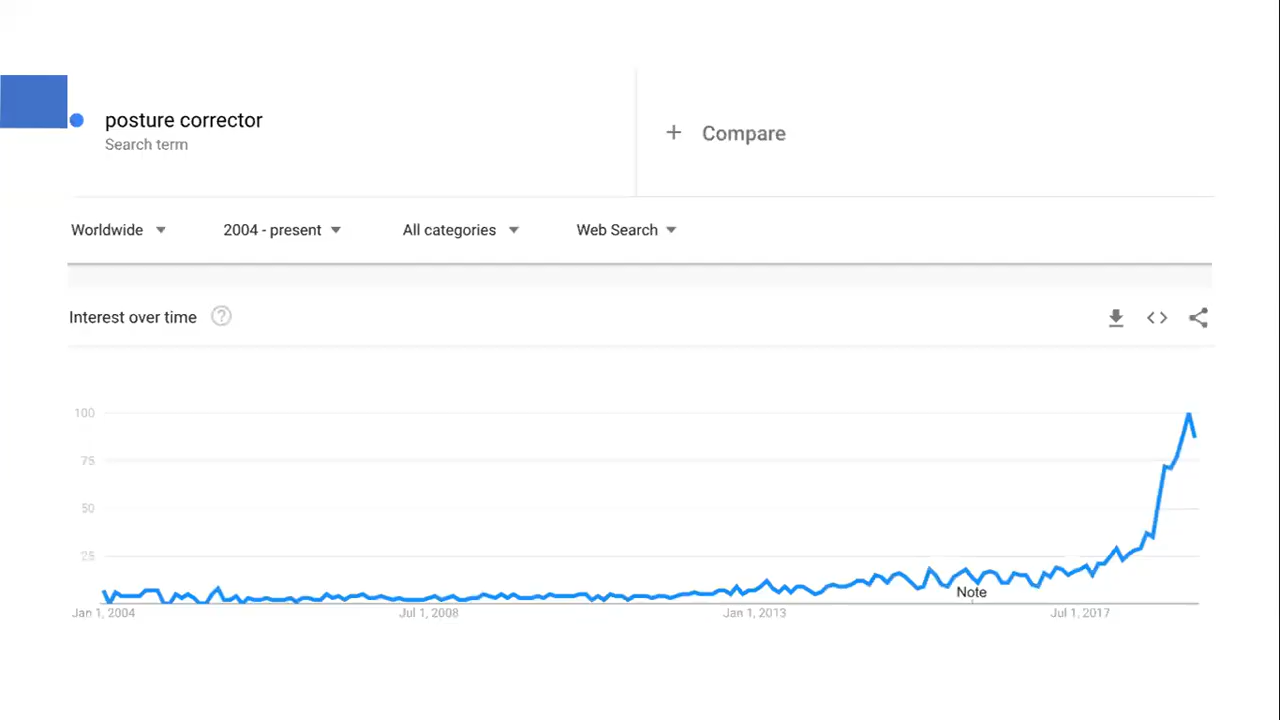 posture corrector
Search term
+ Compare
Worldwide
2004 - present
All categories
Web Search
Interest over time
?
100
75
50
25
Note
Jan 1, 2004
Jul 1, 2008
Jan 1, 2013
Jul 1, 2017